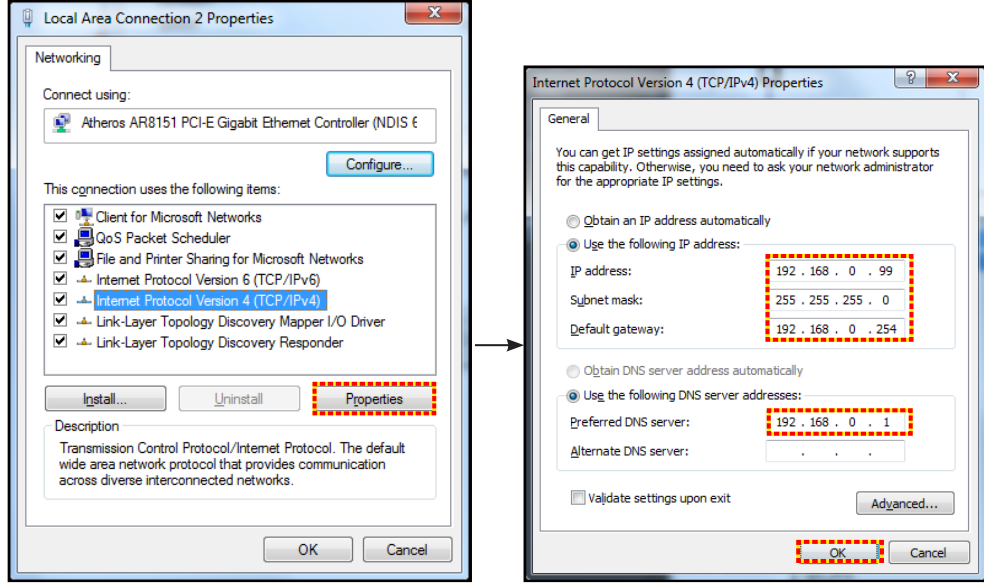 Local Area Connection 2 Properties
Networking
Connect using:
Atheros AR8151 PCI-E Gigabit Ethernet Controller (NDIS 6
Configure...
This connection uses the following items:
Client for Microsoft Networks
QoS Packet Scheduler
File and Printer Sharing for Microsoft Networks
Internet Protocol Version 6 (TCP/IPv6)
Internet Protocol Version 4 (TCP/IPv4)
Link-Layer Topology Discovery Mapper I/O Driver
Link-Layer Topology Discovery Responder
Install...
Uninstall
Properties
Description
Transmission Control Protocol/Internet Protocol. The default
wide area network protocol that provides communication
across diverse interconnected networks.
OK
Cancel
Internet Protocol Version 4 (TCP/IPv4) Properties
General
You can get IP settings assigned automatically if your network supports
this capability. Otherwise, you need to ask your network administrator
for the appropriate IP settings.
Obtain an IP address automatically
Use the following IP address:
IP address: 192 . 168 . 0 . 99
Subnet mask: 255 . 255 . 255 . 0
Default gateway: 192 . 168 . 0 . 254
Obtain DNS server address automatically
Use the following DNS server addresses:
Preferred DNS server: 192 . 168 . 0 . 1
Alternate DNS server: . . .
Validate settings upon exit
Advanced...
OK
Cancel